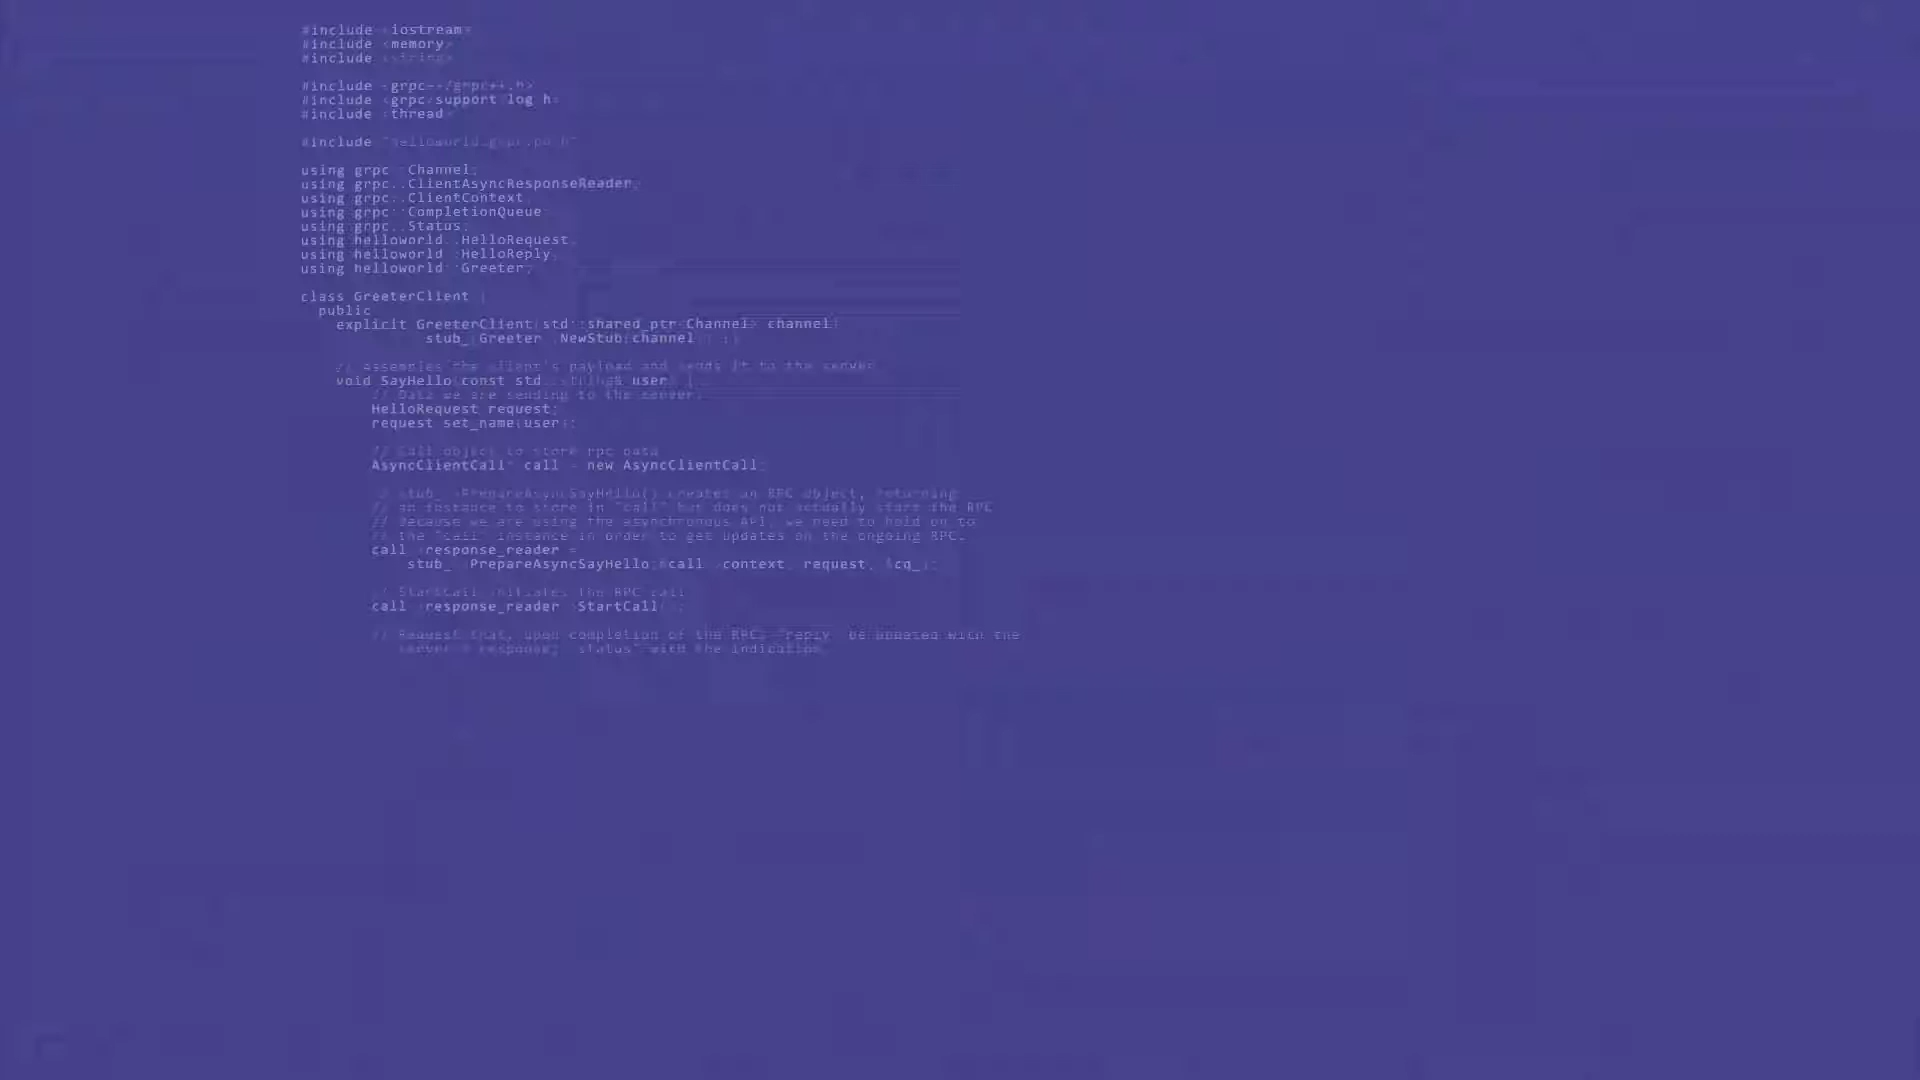 #include <iostream>
#include <memory>
#include <string>
#include <grpc++/grpc++.h>
#include <grpc/support/log.h>
#include <thread>
#include "helloworld.grpc.pb.h"
using grpc::Channel;
using grpc::ClientAsyncResponseReader;
using grpc::ClientContext;
using grpc::CompletionQueue;
using grpc::Status;
using helloworld::HelloRequest;
using helloworld::HelloReply;
using helloworld::Greeter;
class GreeterClient {
public:
explicit GreeterClient(std::shared_ptr<Channel> channel)
: stub_(Greeter::NewStub(channel)) {}
// Assembles the client's payload and sends it to the server.
void SayHello(const std::string& user) {
// Data we are sending to the server.
HelloRequest request;
request.set_name(user);
// Call object to store rpc data
AsyncClientCall* call = new AsyncClientCall;
// stub_->PrepareAsyncSayHello() creates an RPC object, returning
// an instance to store in "call" but does not actually start the RPC
// Because we are using the asynchronous API, we need to hold on to
// the "call" instance in order to get updates on the ongoing RPC.
call->response_reader =
stub_->PrepareAsyncSayHello(&call->context, request, &cq_);
// StartCall initiates the RPC call
call->response_reader->StartCall();
// Request that, upon completion of the RPC, "reply" be updated with the
server's response; "status" with the indication